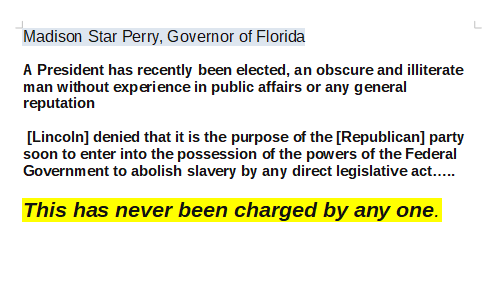 Madison Star Perry, Governor of Florida
A President has recently been elected, an obscure and illiterate
man without experience in public affairs or any general
reputation
[Lincoln] denied that it is the purpose of the [Republican] party
soon to enter into the possession of the powers of the Federal
Government to abolish slavery by any direct legislative act…..
This has never been charged by any one.